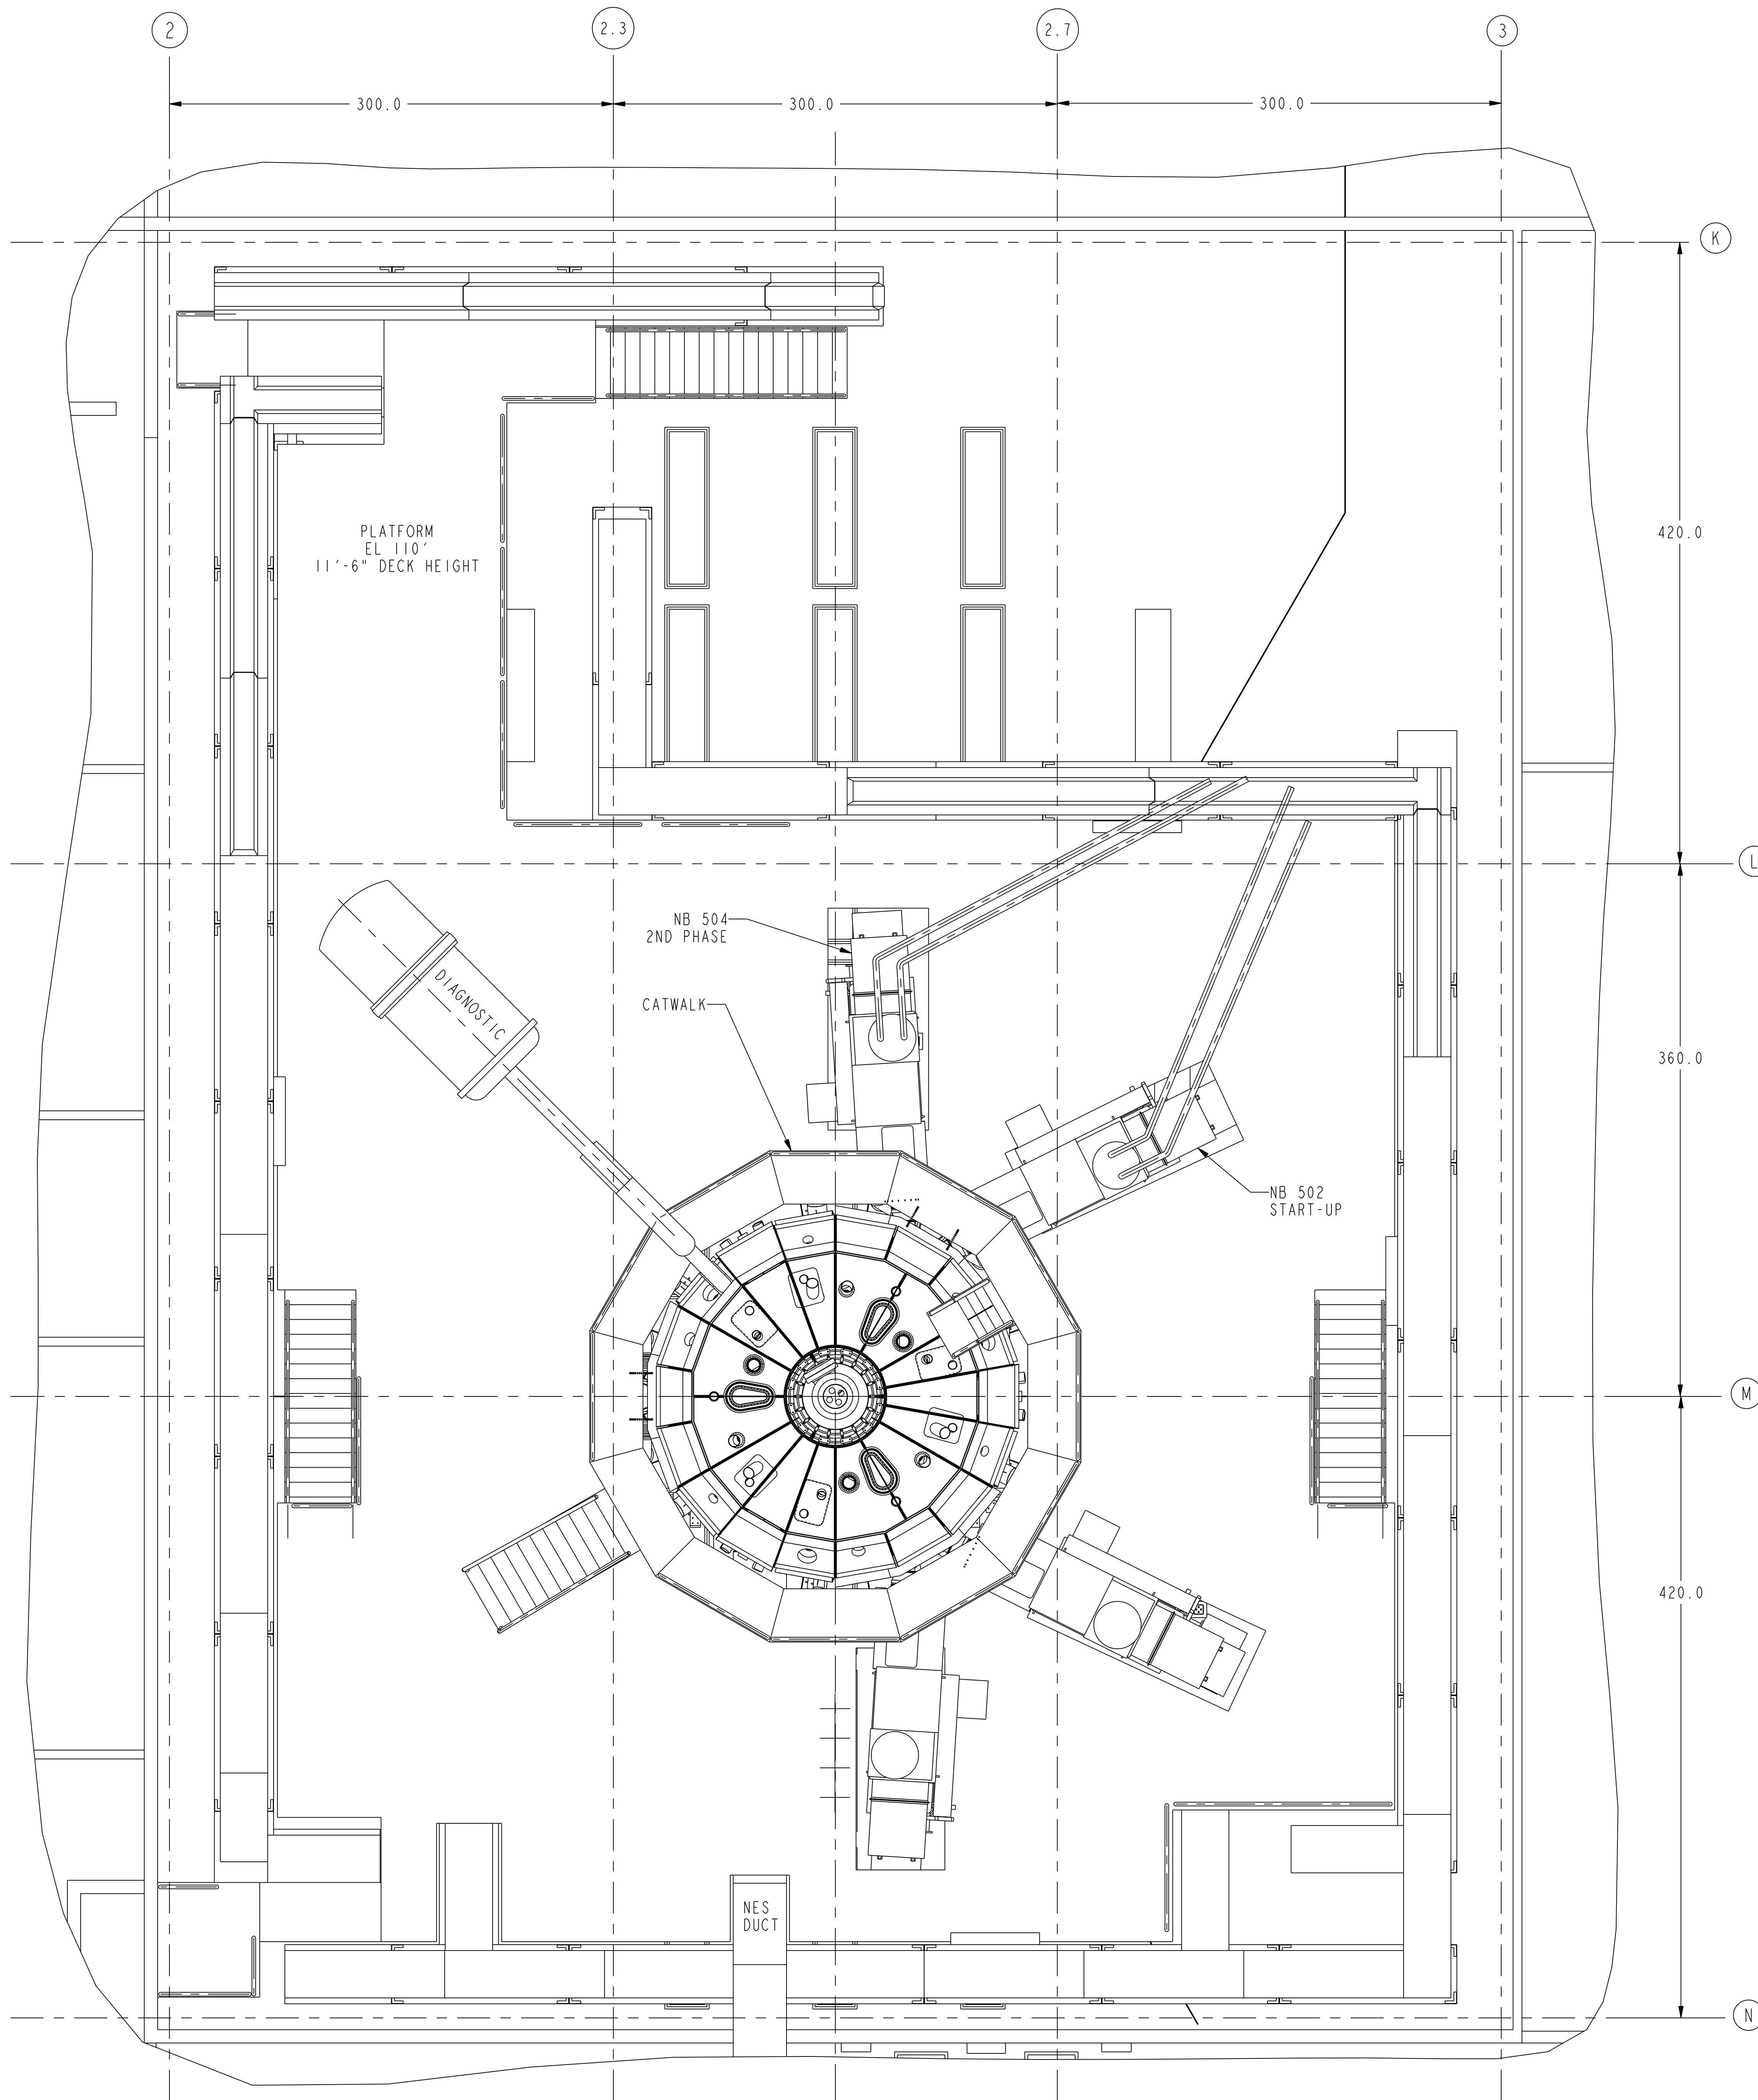 2
2.3
2.7
3
300.0
300.0
300.0
K
PLATFORM
EL 110'
11'-6" DECK HEIGHT
420.0
L
NB 504
2ND PHASE
DIAGNOSTIC
CATWALK
360.0
NB 502
START-UP
M
420.0
NES
DUCT
N